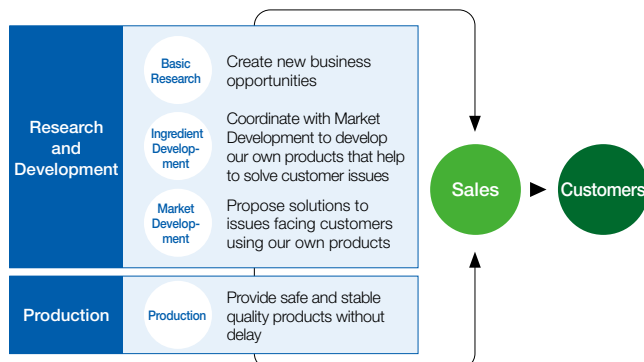 Research
and
Development
Basic
Research
Create new business
opportunities
Ingredient
Develop-
ment
Coordinate with Market
Development to develop
our own products that help
to solve customer issues
Market
Develop-
ment
Propose solutions to
issues facing customers
using our own products
Production
Production
Provide safe and stable
quality products without
delay
Sales
Customers